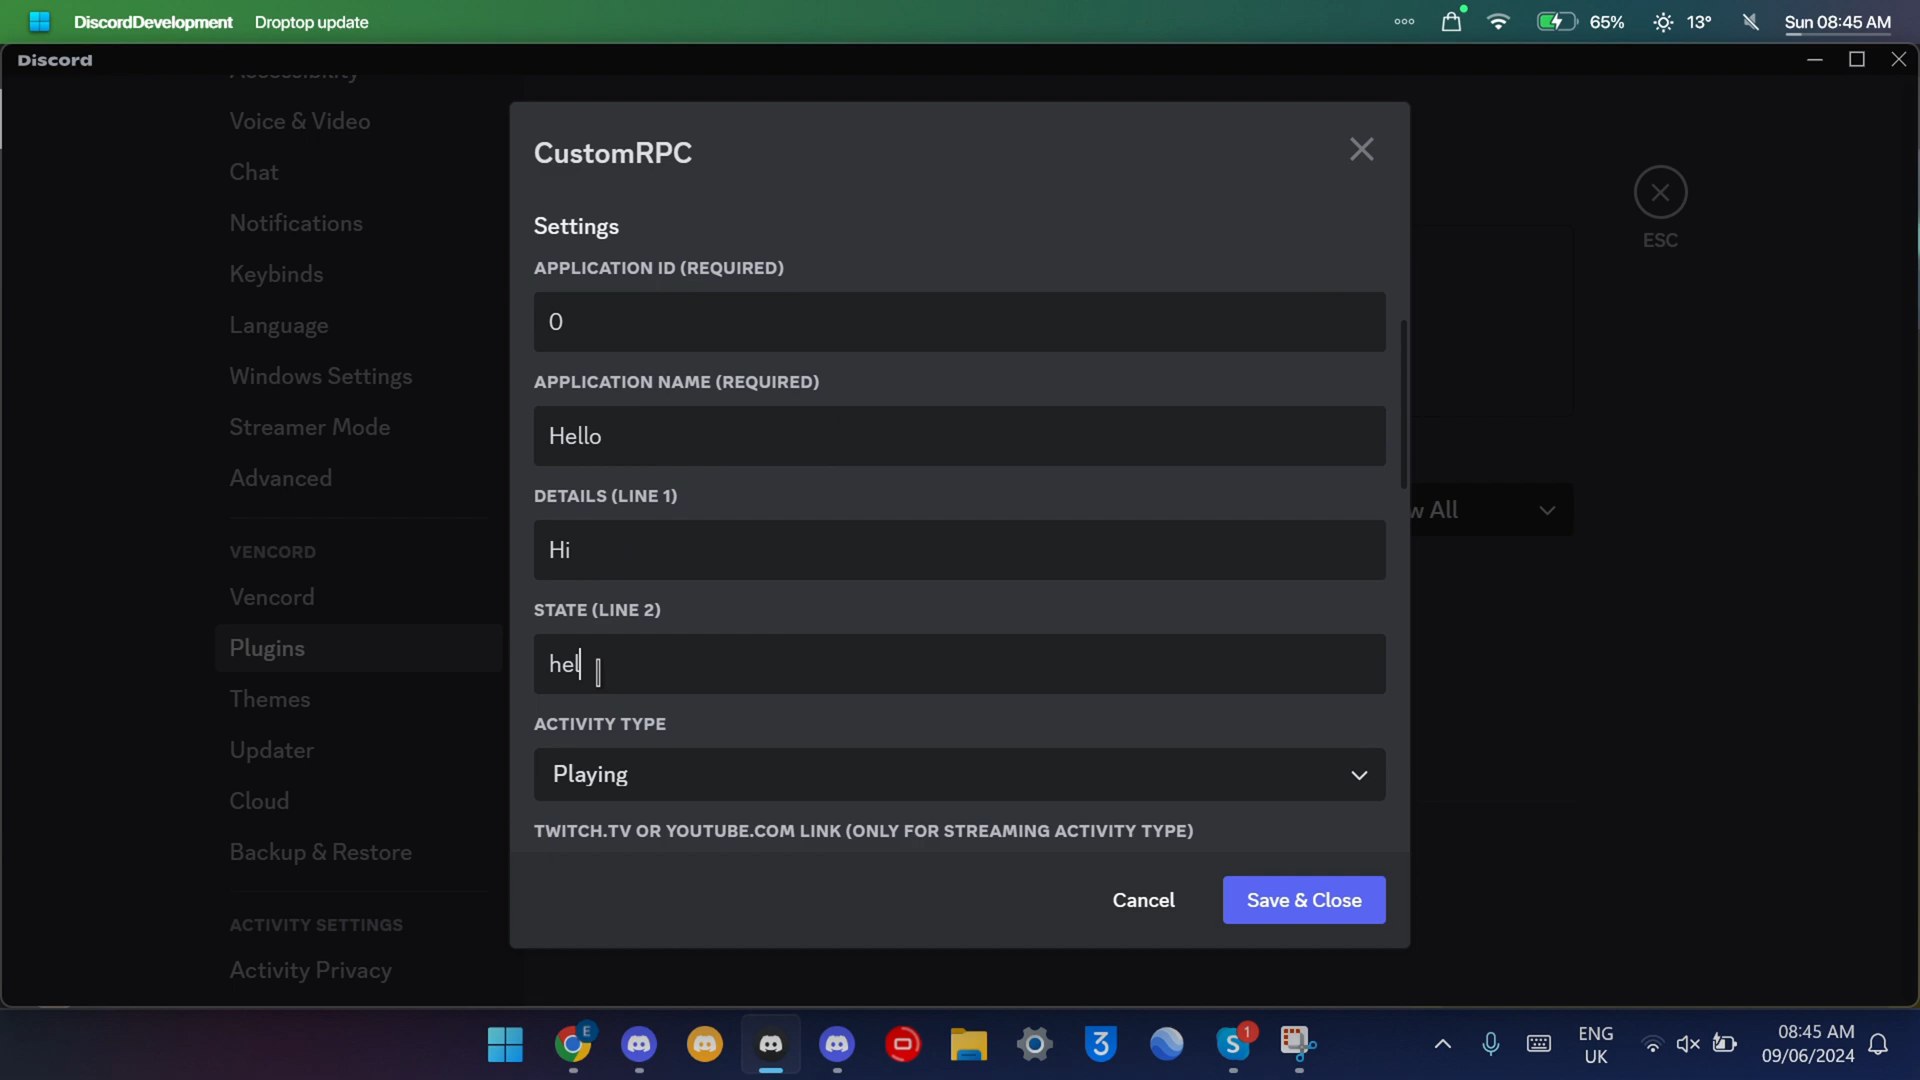 DiscordDevelopment Droptop update
65% 13° Sun 08:45 AM
Discord
Accessibility
Voice & Video
Chat
Notifications
Keybinds
Language
Windows Settings
Streamer Mode
Advanced
VENCORD
Vencord
Plugins
Themes
Updater
Cloud
Backup & Restore
ACTIVITY SETTINGS
Activity Privacy
CustomRPC
Settings
APPLICATION ID (REQUIRED)
0
APPLICATION NAME (REQUIRED)
Hello
DETAILS (LINE 1)
Hi
STATE (LINE 2)
hel
ACTIVITY TYPE
Playing
TWITCH.TV OR YOUTUBE.COM LINK (ONLY FOR STREAMING ACTIVITY TYPE)
Cancel Save & Close
ESC
w All
E
3
S
1
ENG
UK
08:45 AM
09/06/2024